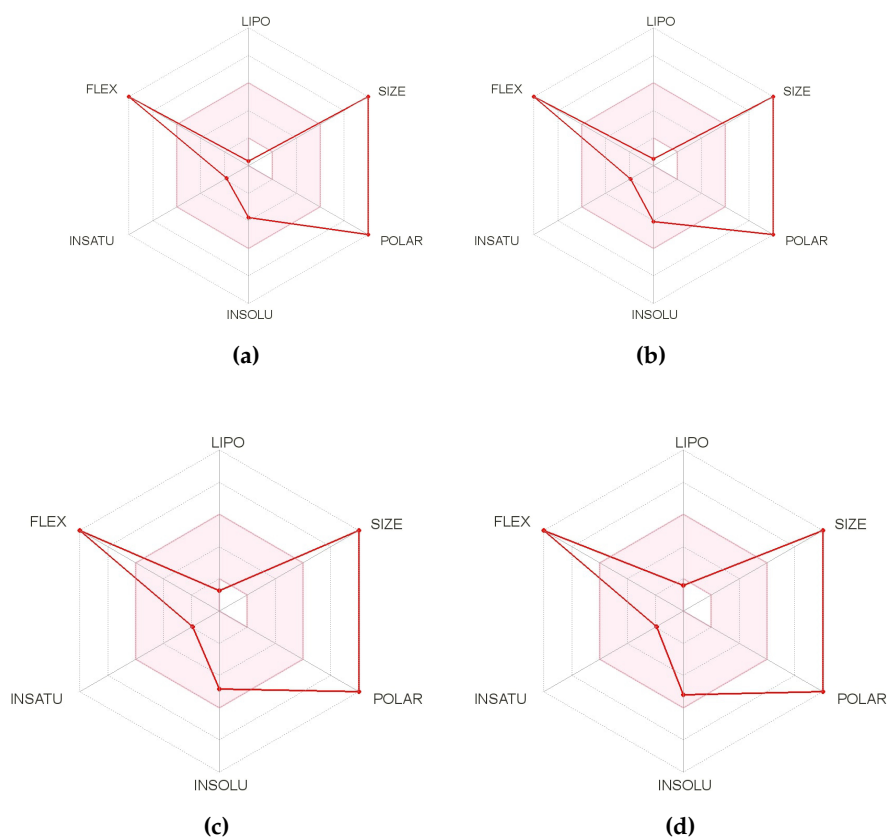 LIPO
LIPO
FLEX
SIZE
FLEX
SIZE
INSATU
POLAR
INSATU
POLAR
INSOLU
INSOLU
(a)
(b)
LIPO
LIPO
FLEX
SIZE
FLEX
SIZE
INSATU
POLAR
INSATU
POLAR
INSOLU
INSOLU
(c)
(d)